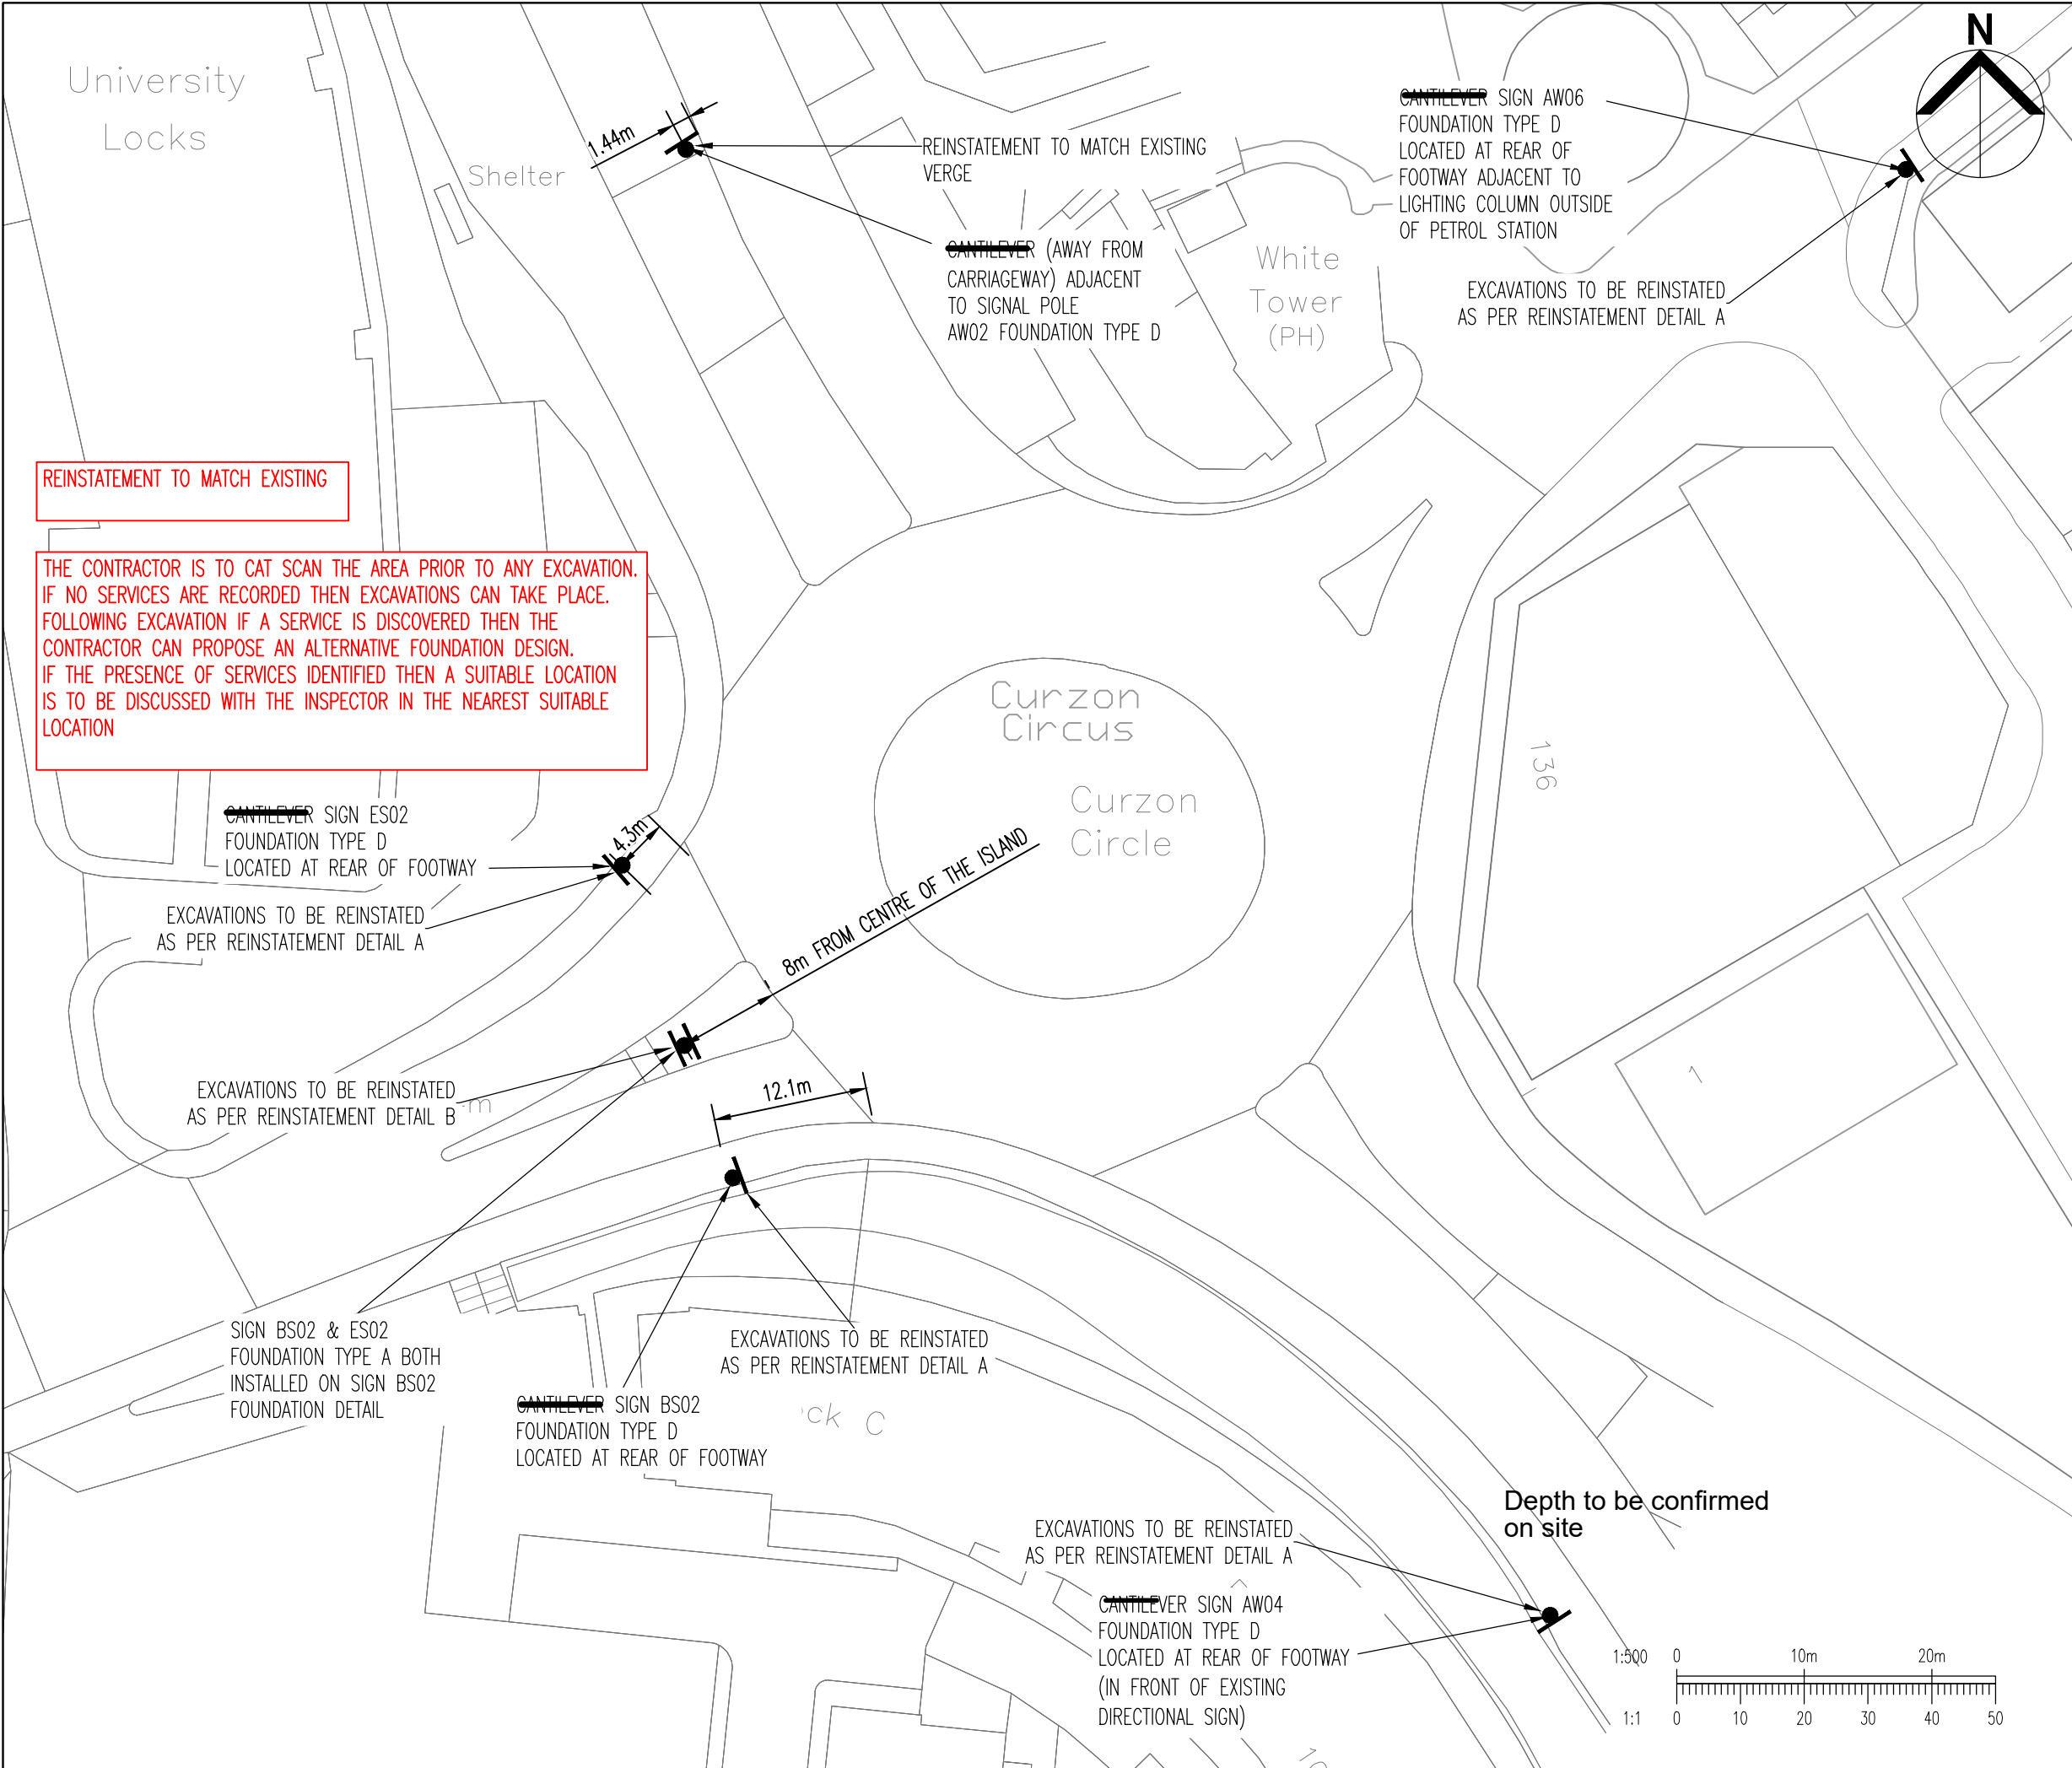 University
Locks
Shelter
1.44m
REINSTATEMENT TO MATCH EXISTING
VERGE
CANTILEVER (AWAY FROM
CARRIAGEWAY) ADJACENT
TO SIGNAL POLE
AW02 FOUNDATION TYPE D
White
Tower
(PH)
CANTILEVER SIGN AW06
FOUNDATION TYPE D
LOCATED AT REAR OF
FOOTWAY ADJACENT TO
LIGHTING COLUMN OUTSIDE
OF PETROL STATION
EXCAVATIONS TO BE REINSTATED
AS PER REINSTATEMENT DETAIL A
N
REINSTATEMENT TO MATCH EXISTING
THE CONTRACTOR IS TO CAT SCAN THE AREA PRIOR TO ANY EXCAVATION.
IF NO SERVICES ARE RECORDED THEN EXCAVATIONS CAN TAKE PLACE.
FOLLOWING EXCAVATION IF A SERVICE IS DISCOVERED THEN THE
CONTRACTOR CAN PROPOSE AN ALTERNATIVE FOUNDATION DESIGN.
IF THE PRESENCE OF SERVICES IDENTIFIED THEN A SUITABLE LOCATION
IS TO BE DISCUSSED WITH THE INSPECTOR IN THE NEAREST SUITABLE
LOCATION
Curzon
Circus
Curzon
Circle
136
CANTILEVER SIGN ES02
FOUNDATION TYPE D
LOCATED AT REAR OF FOOTWAY
4.3m
EXCAVATIONS TO BE REINSTATED
AS PER REINSTATEMENT DETAIL A
8m FROM CENTRE OF THE ISLAND
EXCAVATIONS TO BE REINSTATED
AS PER REINSTATEMENT DETAIL B
m
12.1m
1
SIGN BS02 & ES02
FOUNDATION TYPE A BOTH
INSTALLED ON SIGN BS02
FOUNDATION DETAIL
EXCAVATIONS TO BE REINSTATED
AS PER REINSTATEMENT DETAIL A
CANTILEVER SIGN BS02
FOUNDATION TYPE D
LOCATED AT REAR OF FOOTWAY
ck C
Depth to be confirmed
on site
EXCAVATIONS TO BE REINSTATED
AS PER REINSTATEMENT DETAIL A
CANTILEVER SIGN AW04
FOUNDATION TYPE D
LOCATED AT REAR OF FOOTWAY
(IN FRONT OF EXISTING
DIRECTIONAL SIGN)
1:500 0 10m 20m
1:1 0 10 20 30 40 50